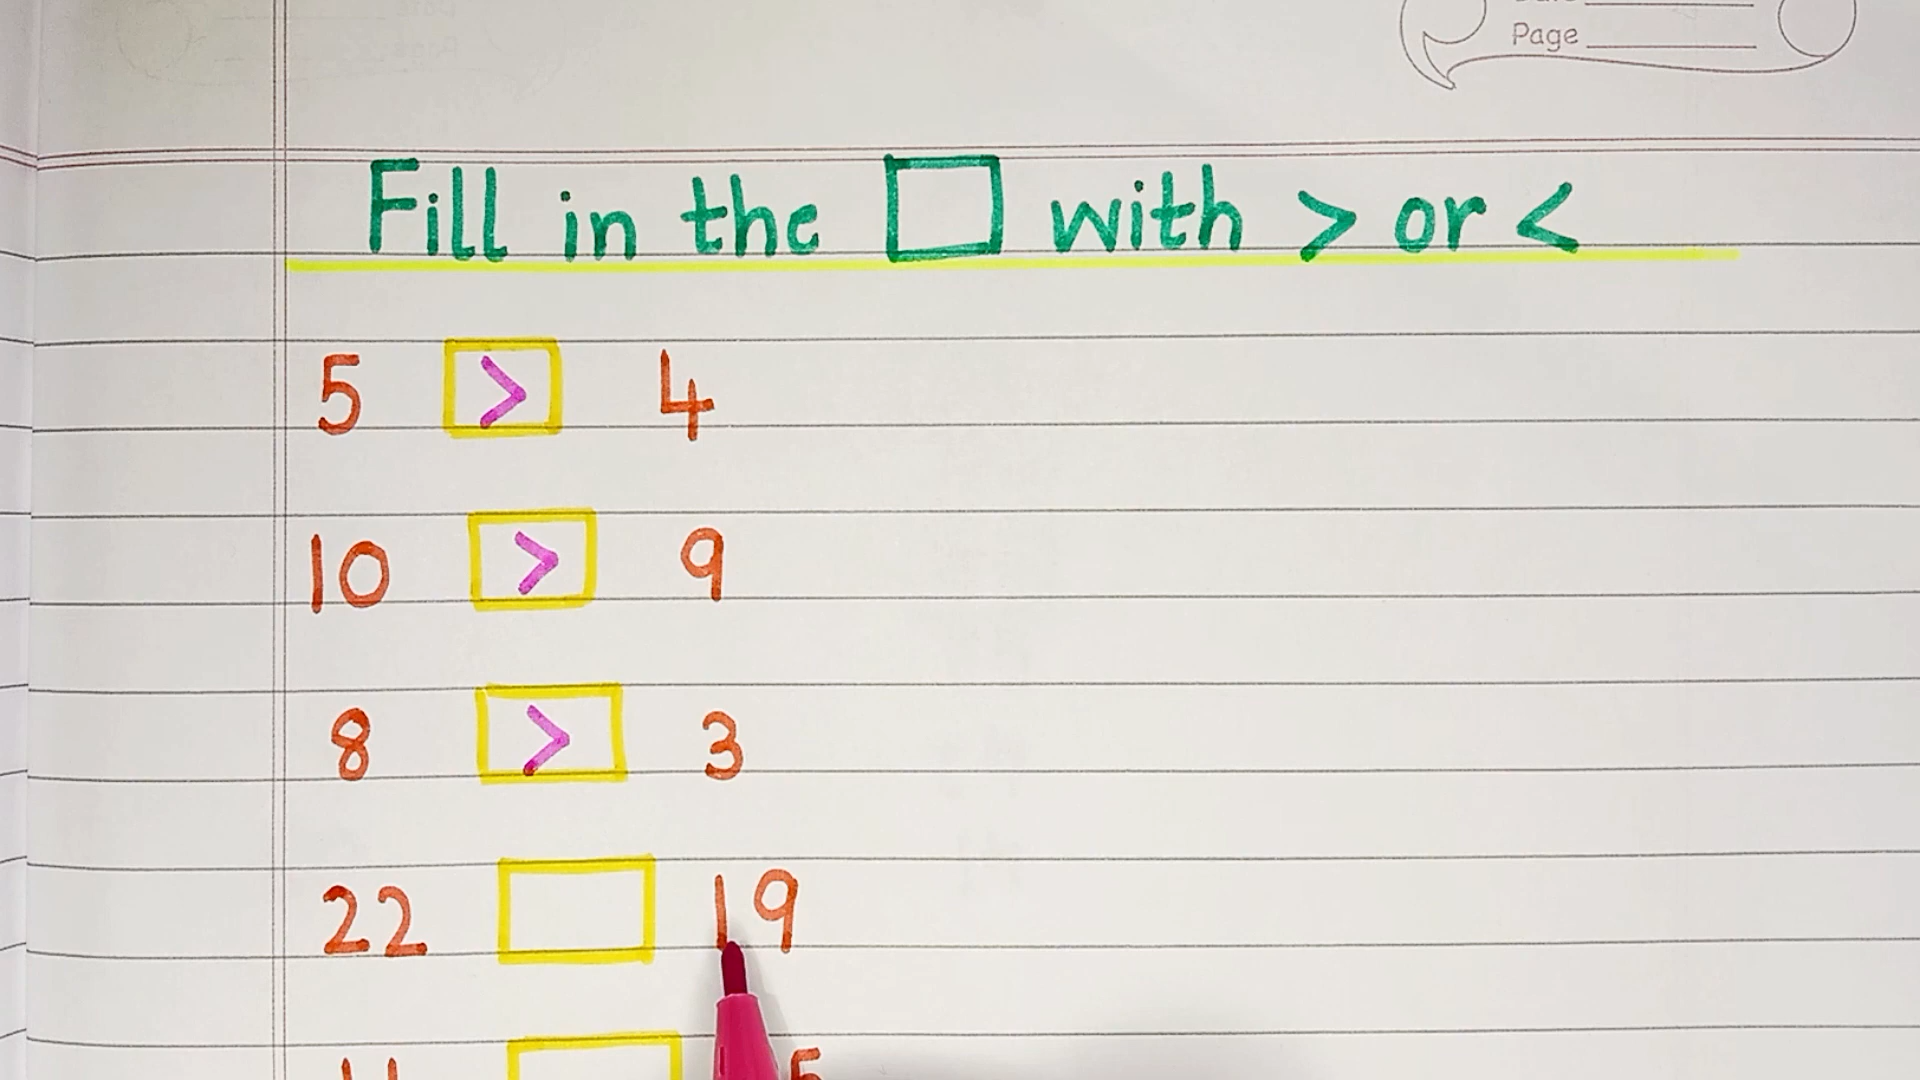 Page
Fill in the □ with > or <
5 > 4
10 > 9
8 > 3
22 □ 19